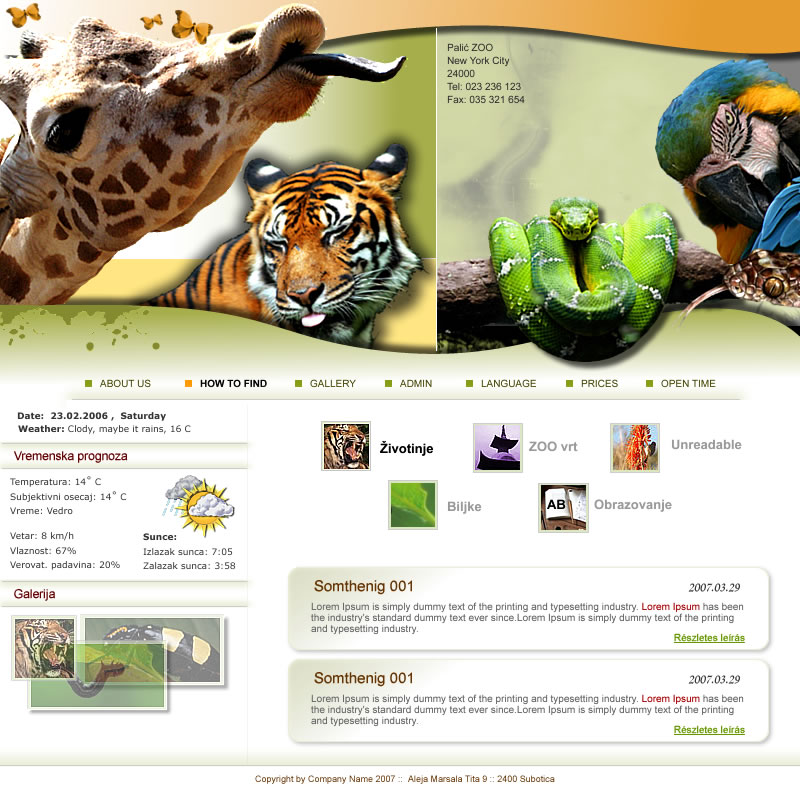 Palić ZOO
New York City
24000
Tel: 023 236 123
Fax: 035 321 654
ABOUT US HOW TO FIND GALLERY ADMIN LANGUAGE PRICES OPEN TIME
Date: 23.02.2006 , Saturday
Weather: Clody, maybe it rains, 16 C
Vremenska prognoza
Temperatura: 14° C
Subjektivni osecaj: 14° C
Vreme: Vedro
Vetar: 8 km/h
Vlaznost: 67%
Verovat. padavina: 20%
Sunce:
Izlazak sunca: 7:05
Zalazak sunca: 3:58
Galerija
Životinje
ZOO vrt
Unreadable
Biljke
AB
Obrazovanje
Somthenig 001
2007.03.29
Lorem Ipsum is simply dummy text of the printing and typesetting industry. Lorem Ipsum has been
the industry's standard dummy text ever since.Lorem Ipsum is simply dummy text of the printing
and typesetting industry.
Részletes leírás
Somthenig 001
2007.03.29
Lorem Ipsum is simply dummy text of the printing and typesetting industry. Lorem Ipsum has been
the industry's standard dummy text ever since.Lorem Ipsum is simply dummy text of the printing
and typesetting industry.
Részletes leírás
Copyright by Company Name 2007 :: Aleja Marsala Tita 9 :: 2400 Subotica